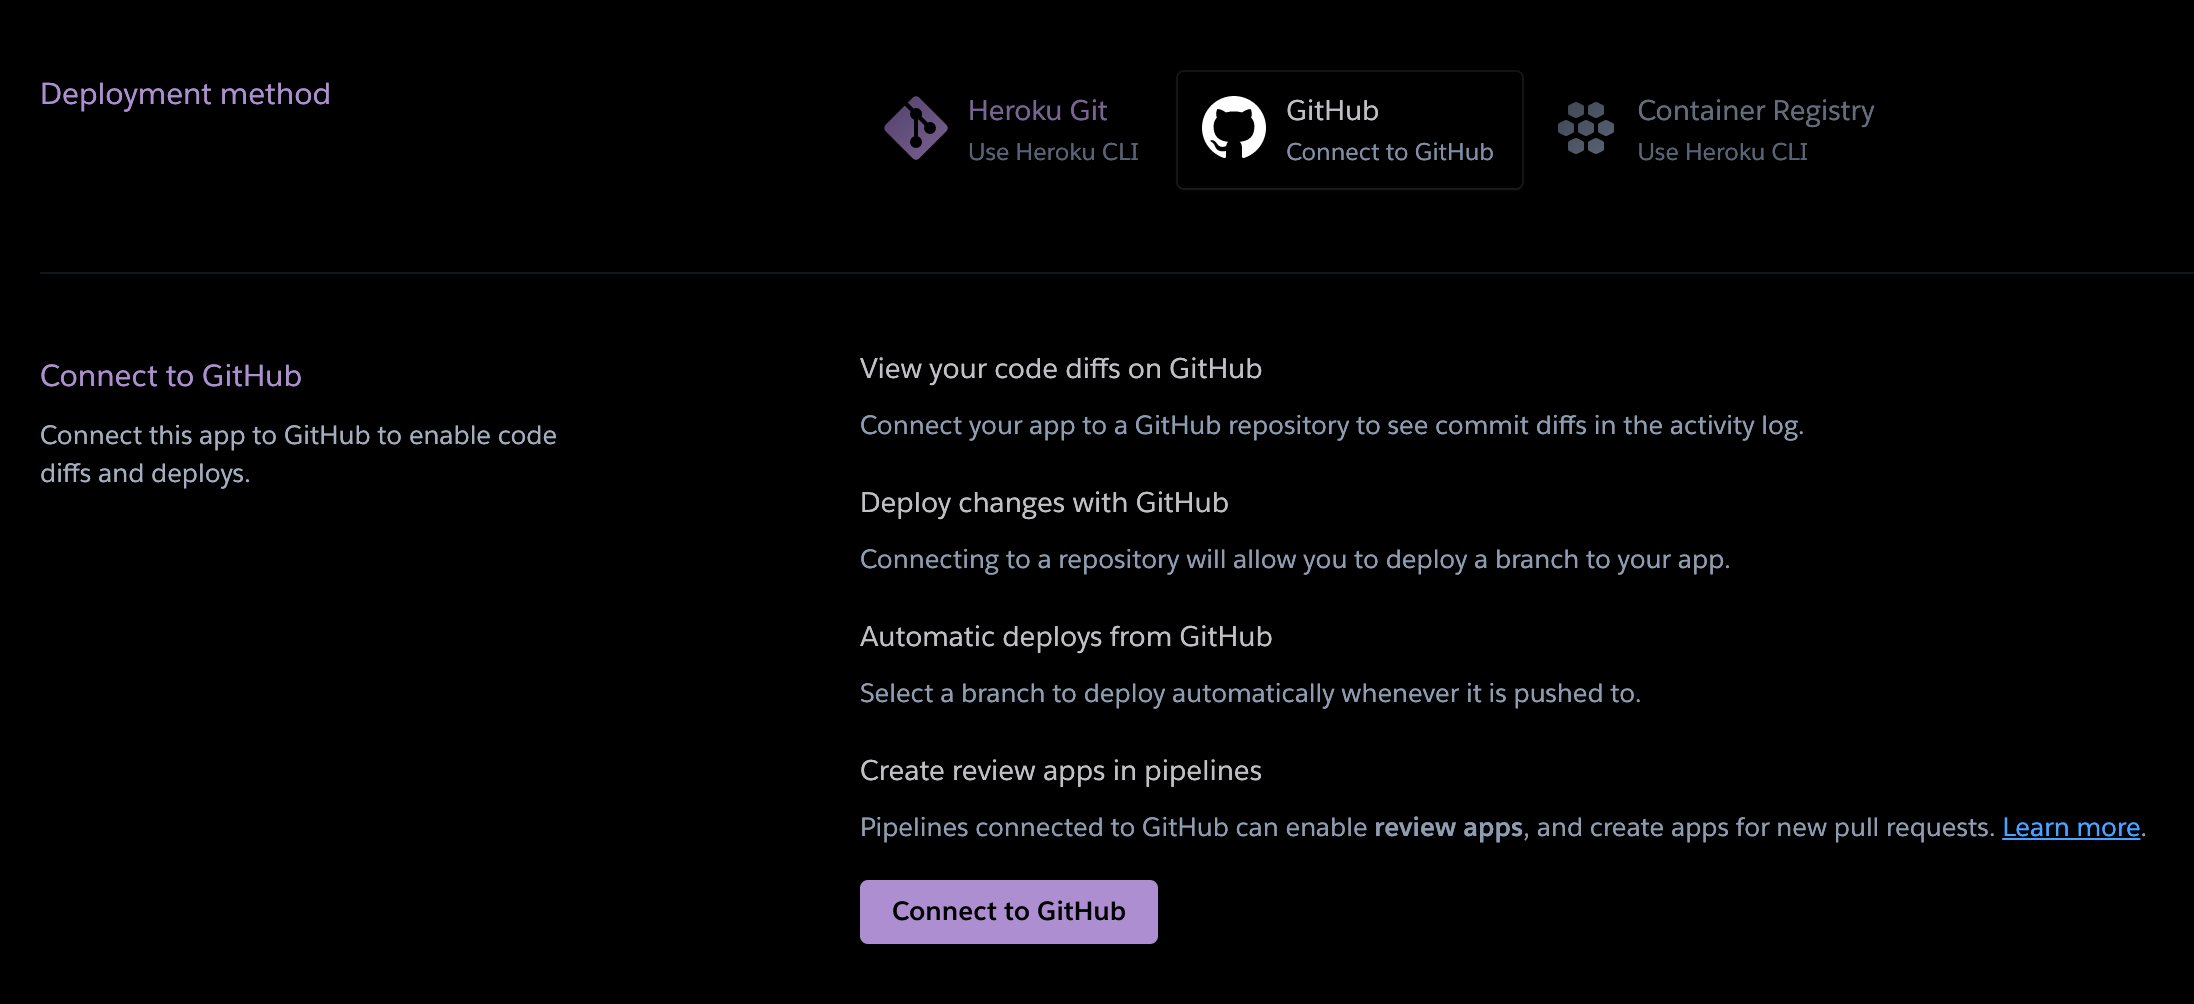 Deployment method
Heroku Git
Use Heroku CLI
GitHub
Connect to GitHub
Container Registry
Use Heroku CLI
Connect to GitHub
Connect this app to GitHub to enable code
diffs and deploys.
View your code diffs on GitHub
Connect your app to a GitHub repository to see commit diffs in the activity log.
Deploy changes with GitHub
Connecting to a repository will allow you to deploy a branch to your app.
Automatic deploys from GitHub
Select a branch to deploy automatically whenever it is pushed to.
Create review apps in pipelines
Pipelines connected to GitHub can enable review apps, and create apps for new pull requests. Learn more.
Connect to GitHub